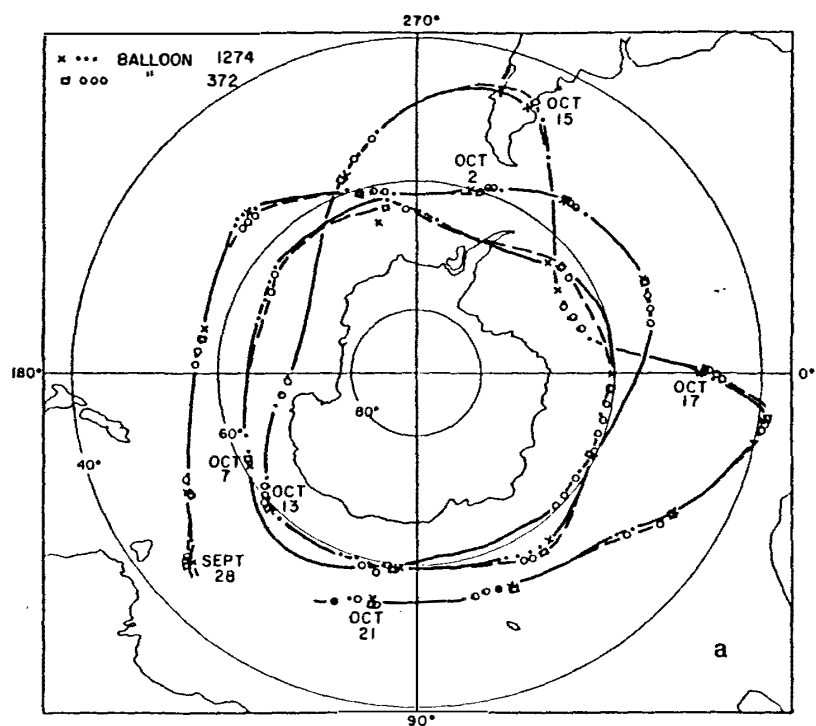 270°
x • • • BALLOON 1274
□ ○○○ " 372
OCT
15
OCT
2
180°
0°
OCT
17
80°
60°
40°
OCT
7
OCT
13
SEPT
28
OCT
21
a
90°